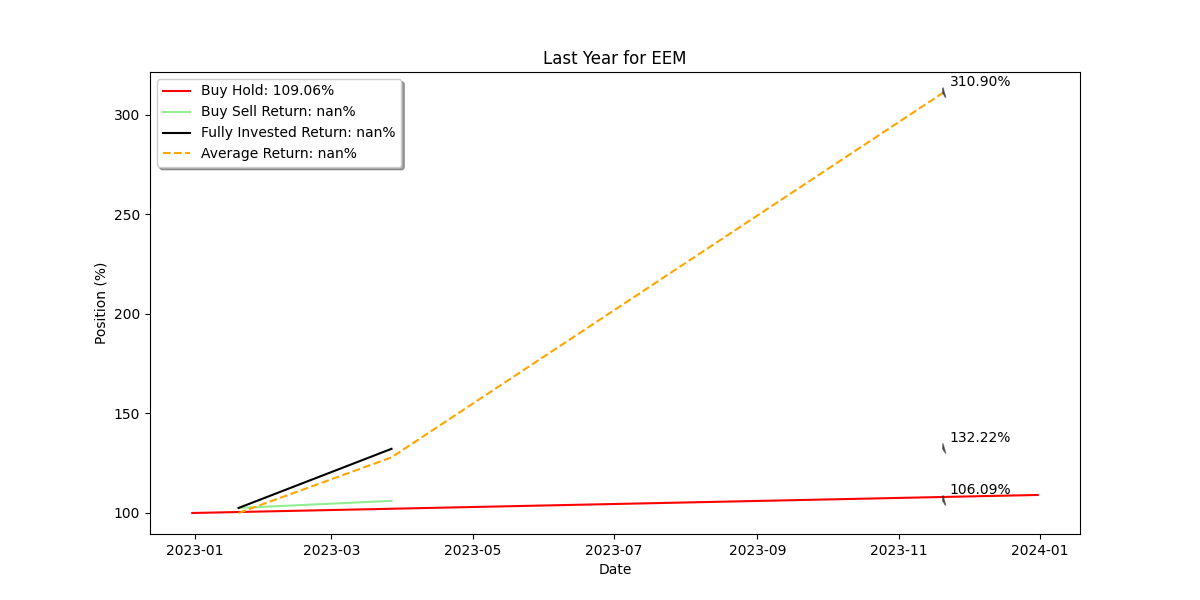 Last Year for EEM
Buy Hold: 109.06%
Buy Sell Return: nan%
Fully Invested Return: nan%
Average Return: nan%
310.90%
132.22%
106.09%
300
250
200
150
100
Position (%)
2023-01 2023-03 2023-05 2023-07 2023-09 2023-11 2024-01
Date